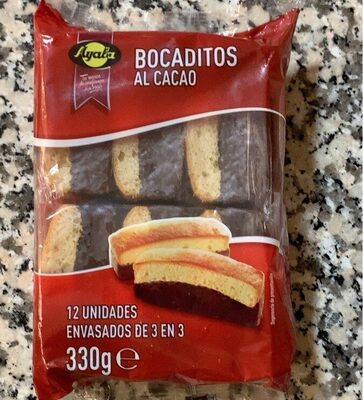 Ayala
BOCADITOS
AL CACAO
12 UNIDADES
ENVASADOS DE 3 EN 3
330g e